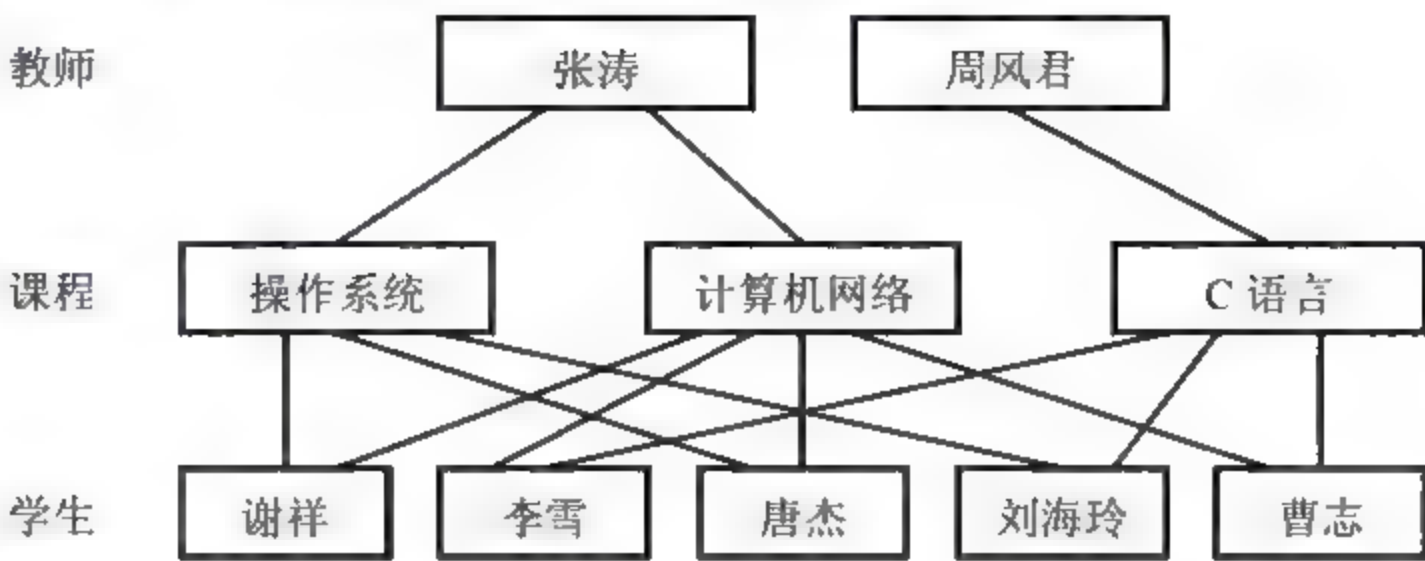 教师 张涛 周风君
课程 操作系统 计算机网络 C 语言
学生 谢祥 李雪 唐杰 刘海玲 曹志